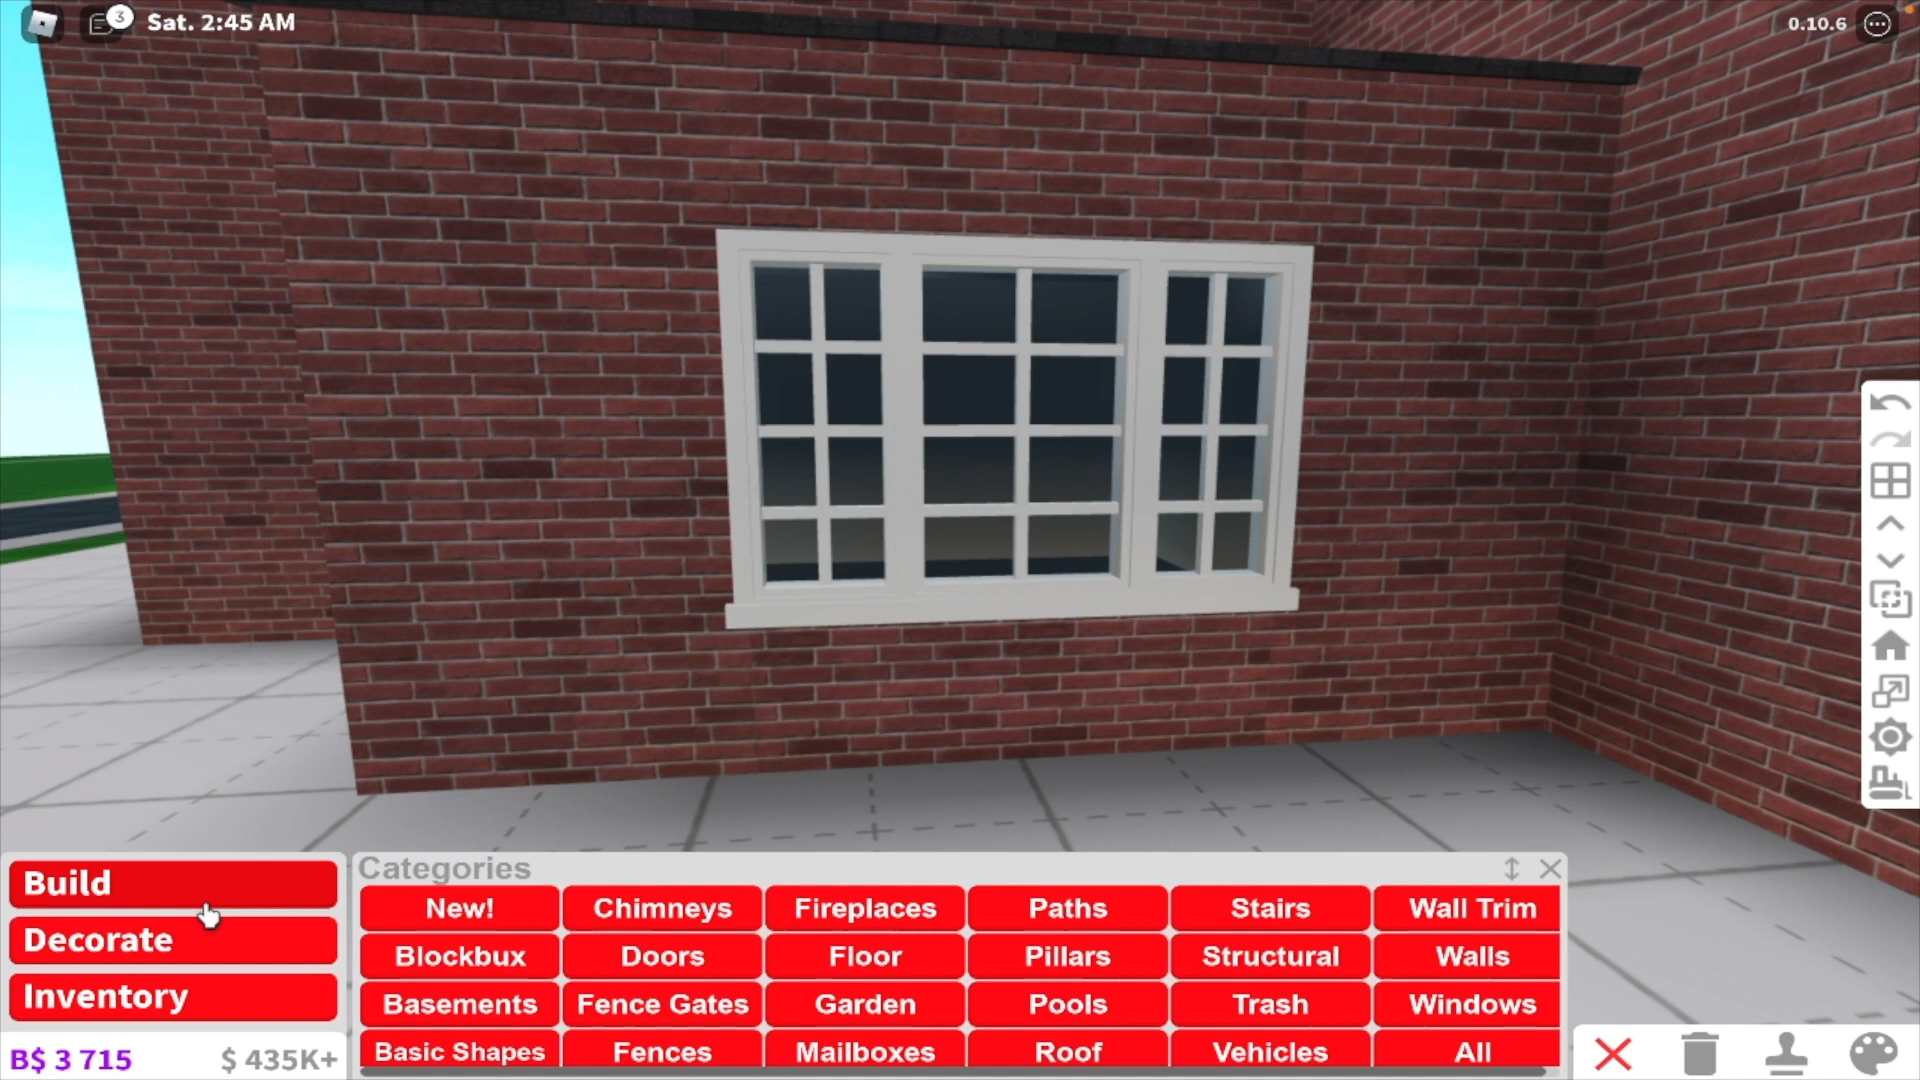 3
Sat. 2:45 AM
0.10.6
Build
Decorate
Inventory
B$ 3 715
$ 435K+
Categories
New! Chimneys Fireplaces Paths Stairs Wall Trim
Blockbux Doors Floor Pillars Structural Walls
Basements Fence Gates Garden Pools Trash Windows
Basic Shapes Fences Mailboxes Roof Vehicles All